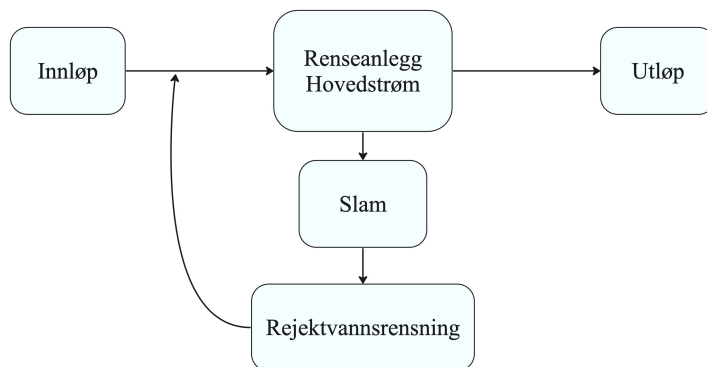 Innløp
Renseanlegg
Hovedstrøm
Utløp
Slam
Rejektvannsrensning